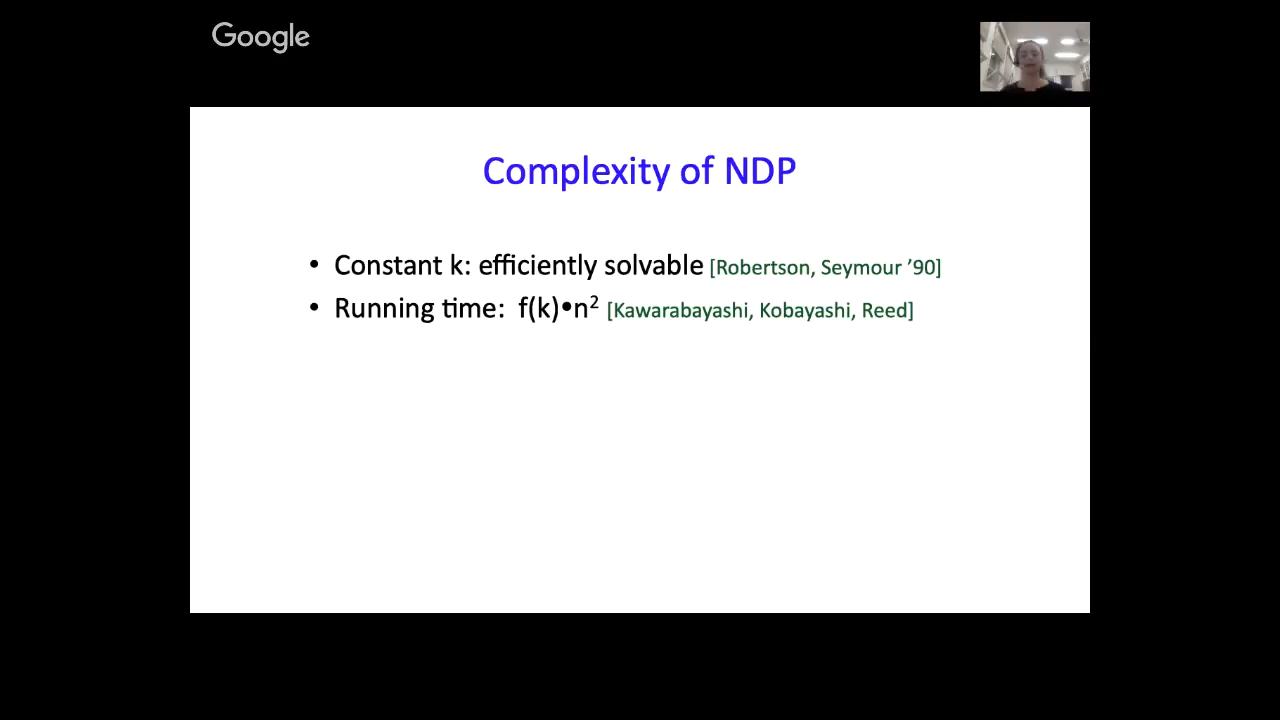 Google
Complexity of NDP
• Constant k: efficiently solvable [Robertson, Seymour ’90]
• Running time: f(k)•n² [Kawarabayashi, Kobayashi, Reed]